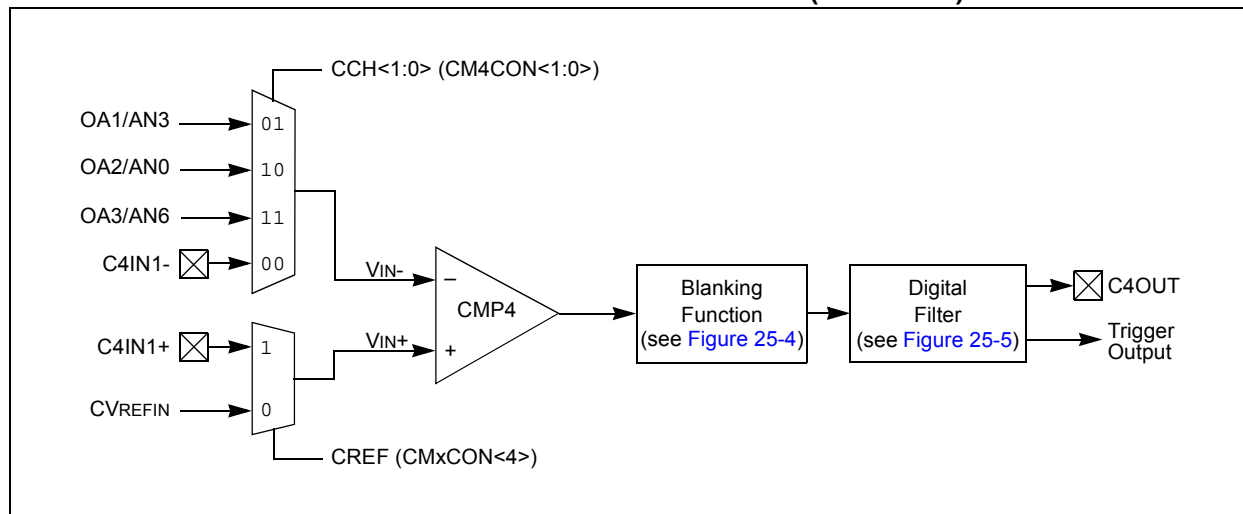 CCH<1:0> (CM4CON<1:0>)
OA1/AN3
01
OA2/AN0
10
OA3/AN6
11
C4IN1-
00
VIN-
–
CMP4
Blanking
Function
(see Figure 25-4)
Digital
Filter
(see Figure 25-5)
C4OUT
Trigger
Output
C4IN1+
1
VIN+
+
CVREFIN
0
CREF (CMxCON<4>)